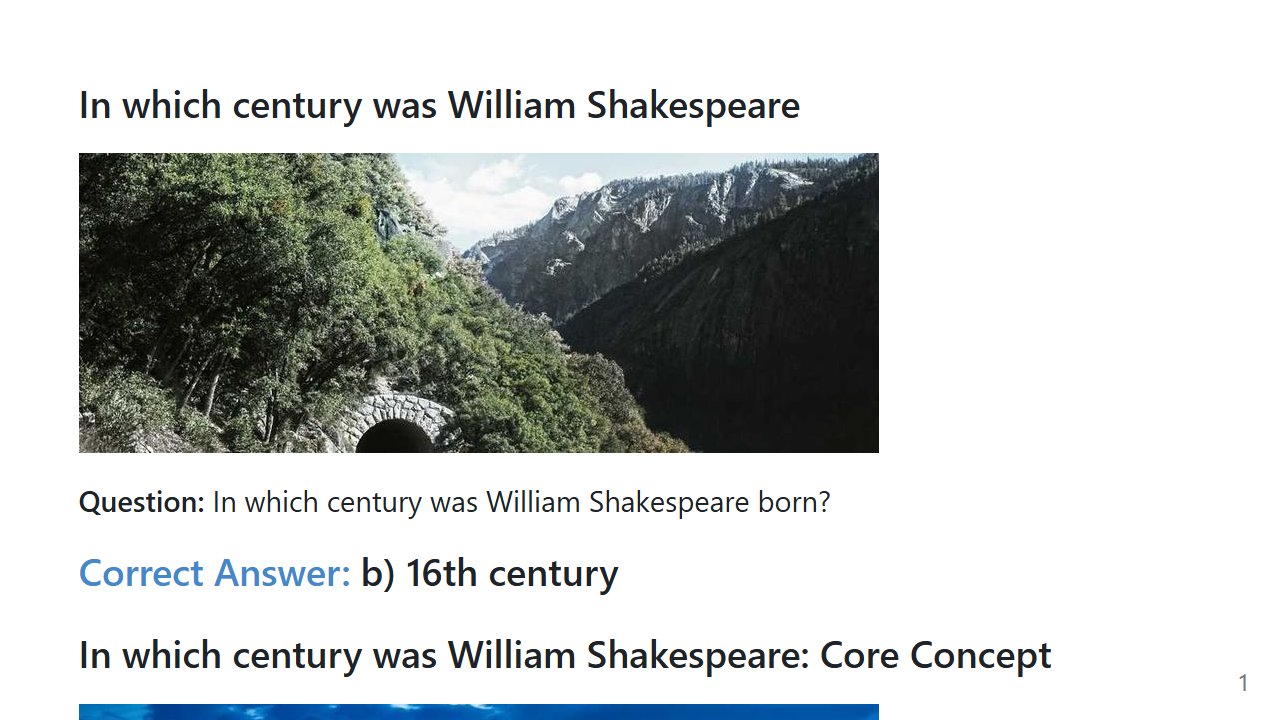 In which century was William Shakespeare
Question: In which century was William Shakespeare born?
Correct Answer: b) 16th century
In which century was William Shakespeare: Core Concept
1